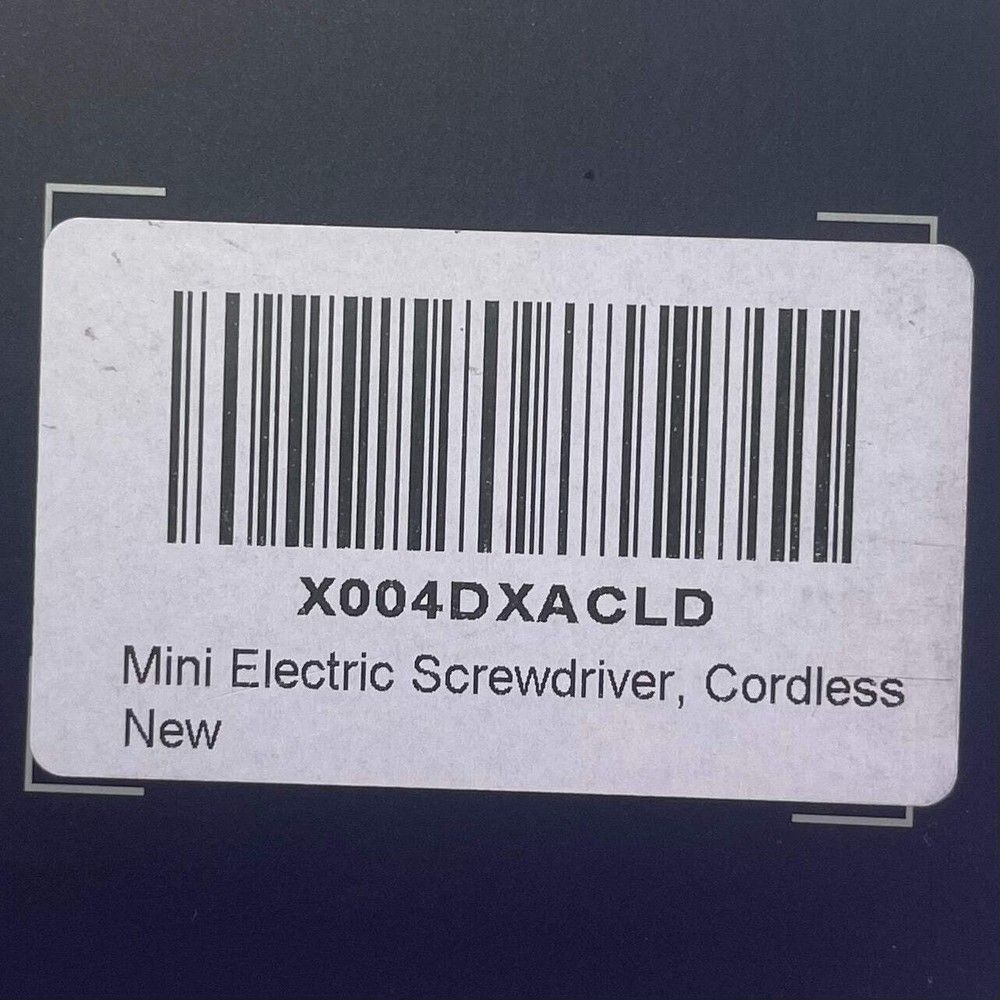 X004DXACLD
Mini Electric Screwdriver, Cordless
New